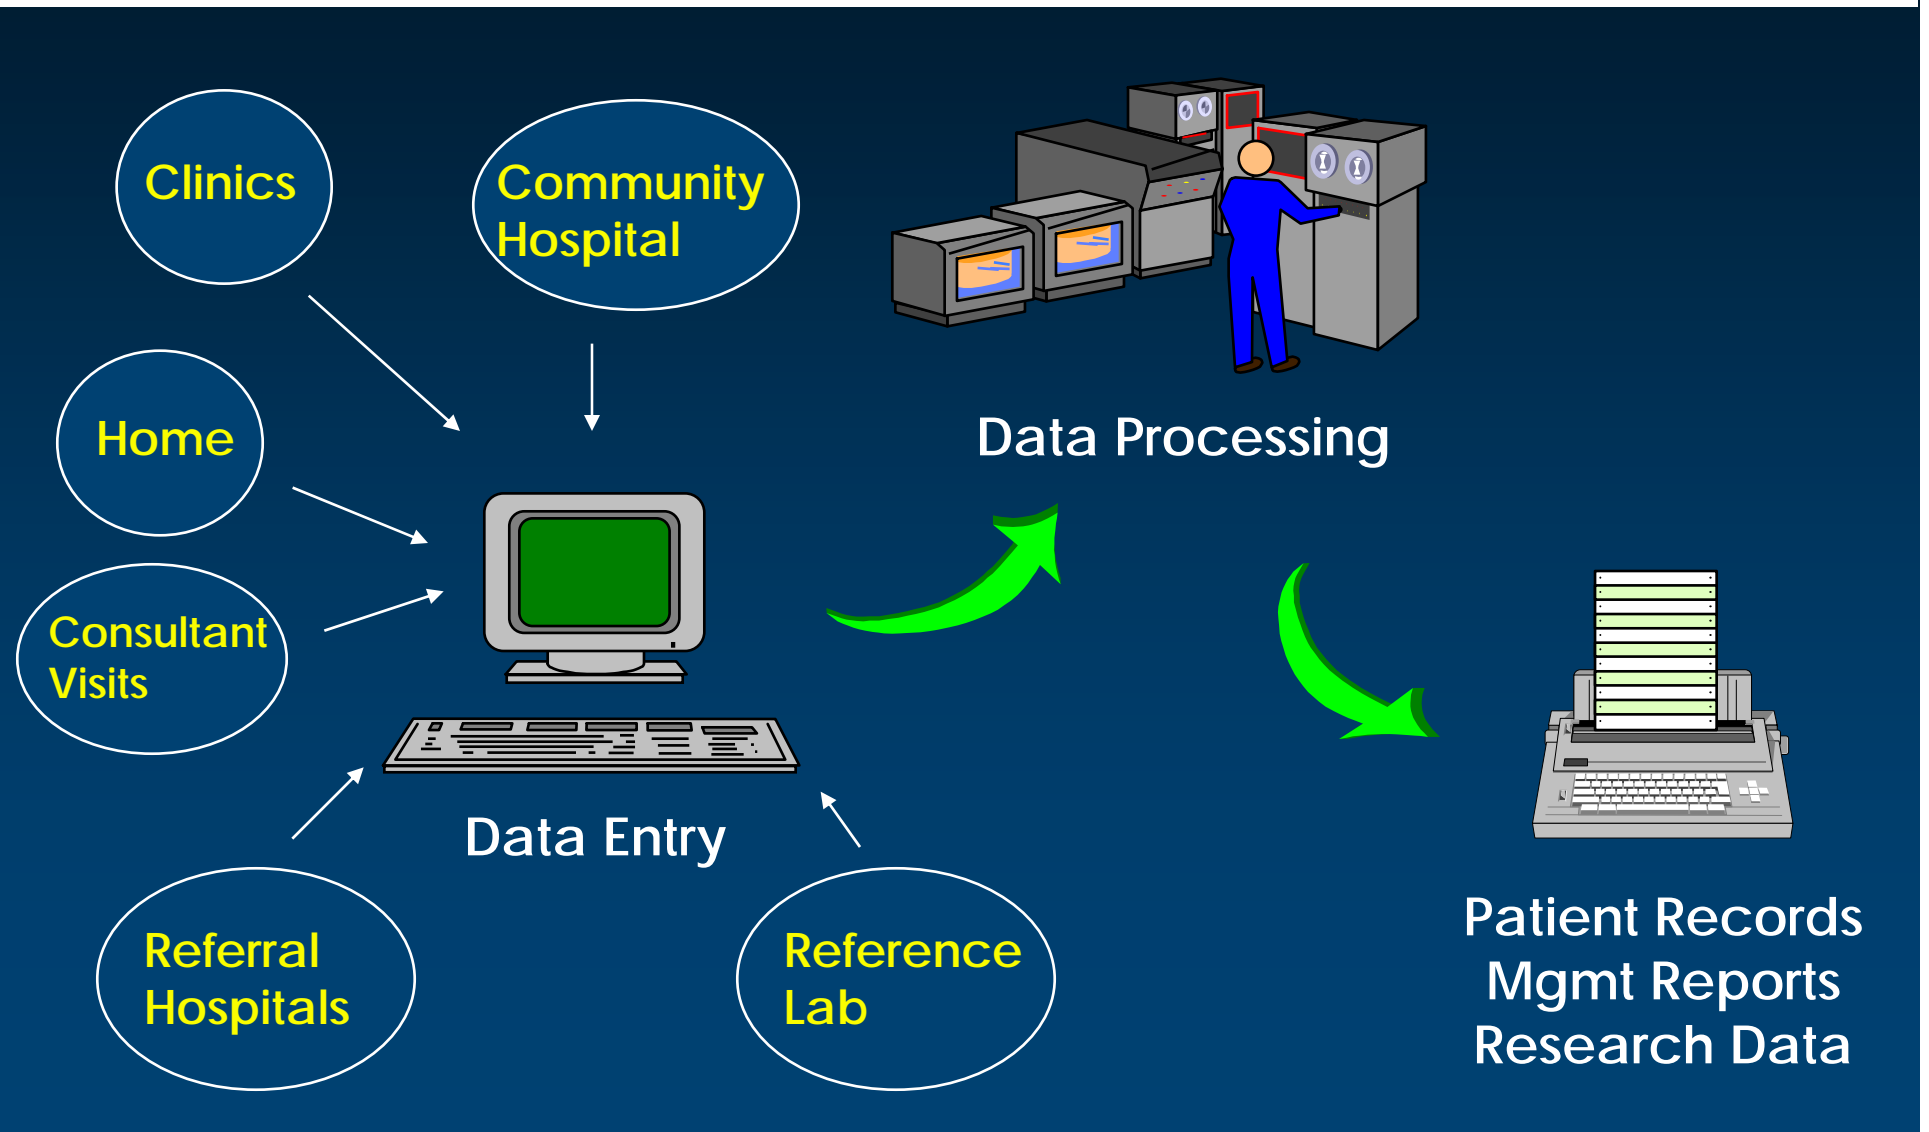 Clinics
Community
Hospital
Home
Data Processing
Consultant
Visits
Data Entry
Referral
Hospitals
Reference
Lab
Patient Records
Mgmt Reports
Research Data